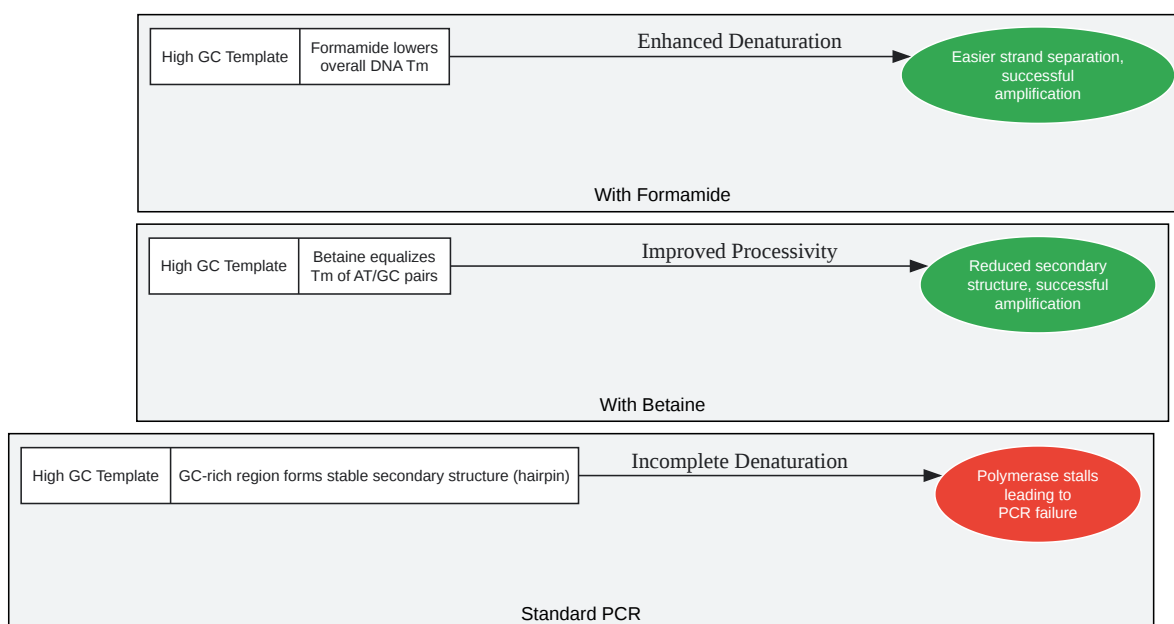 High GC Template
Formamide lowers
overall DNA Tm
Enhanced Denaturation
Easier strand separation,
successful
amplification
With Formamide
High GC Template
Betaine equalizes
Tm of AT/GC pairs
Improved Processivity
Reduced secondary
structure, successful
amplification
With Betaine
High GC Template
GC-rich region forms stable secondary structure (hairpin)
Incomplete Denaturation
Polymerase stalls
leading to
PCR failure
Standard PCR